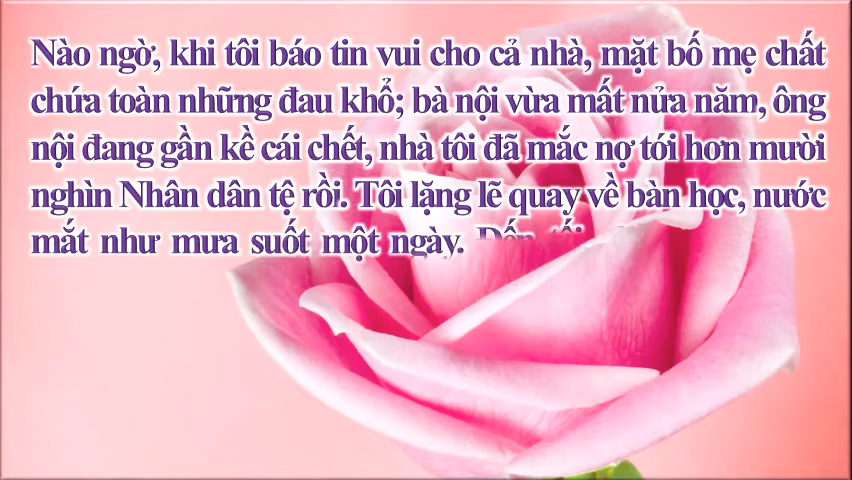 Nào ngờ, khi tôi báo tin vui cho cả nhà, mặt bố mẹ chất
chứa toàn những đau khổ; bà nội vừa mất nửa năm, ông
nội đang gần kề cái chết, nhà tôi đã mắc nợ tới hơn mười
nghìn Nhân dân tệ rồi. Tôi lặng lẽ quay về bàn học, nước
mắt như mưa suốt một ngày. Đến tối